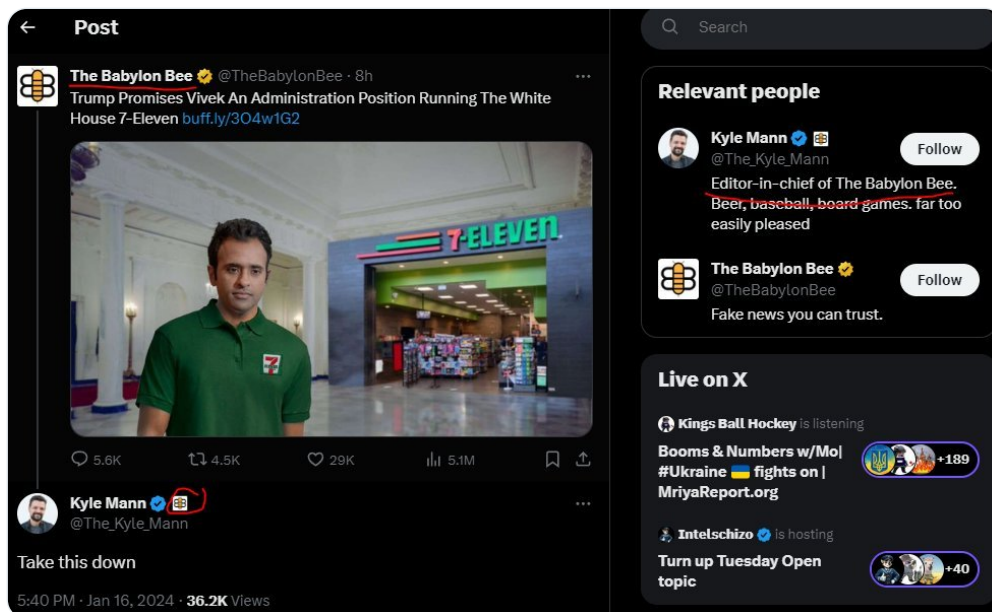 Post
The Babylon Bee @TheBabylonBee · 8h
Trump Promises Vivek An Administration Position Running The White
House 7-Eleven buff.ly/3O4w1G2
7-ELEVEN
7
5.6K 4.5K 29K 5.1M
Kyle Mann
@The_Kyle_Mann
Take this down
5:40 PM · Jan 16, 2024 · 36.2K Views
Search
Relevant people
Kyle Mann
@The_Kyle_Mann
Follow
Editor-in-chief of The Babylon Bee.
Beer, baseball, board games. far too
easily pleased
The Babylon Bee
@TheBabylonBee
Follow
Fake news you can trust.
Live on X
Kings Ball Hockey is listening
Booms & Numbers w/Mo|
#Ukraine 🇺🇦 fights on |
MriyaReport.org
+189
Intelschizo is hosting
Turn up Tuesday Open
topic
+40